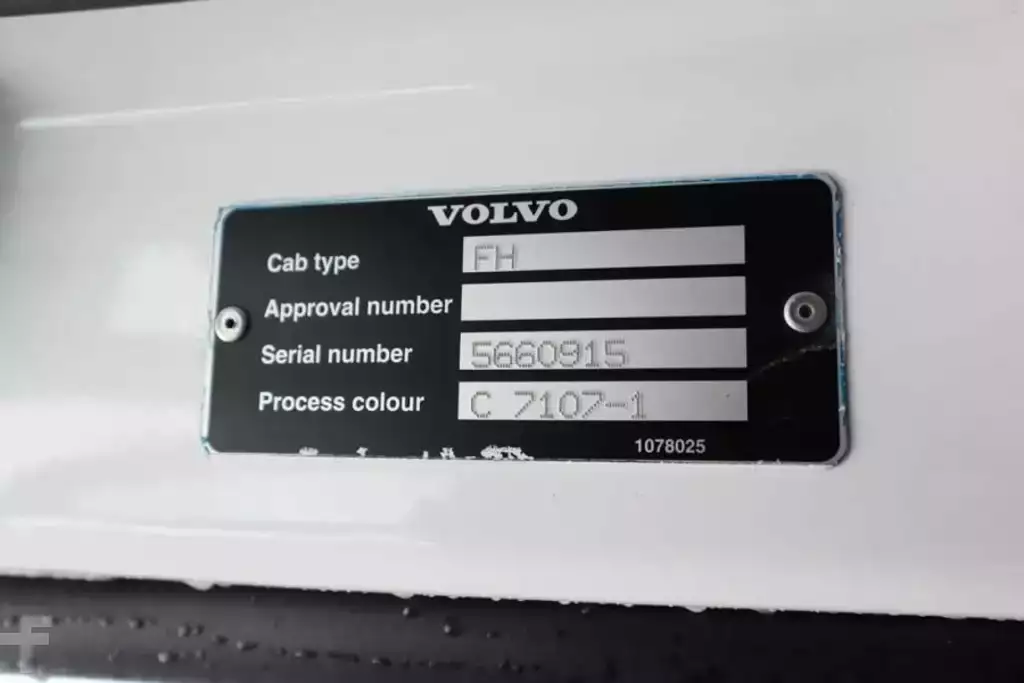 VOLVO
Cab type FH
Approval number
Serial number 5660915
Process colour C 7107-1
1078025